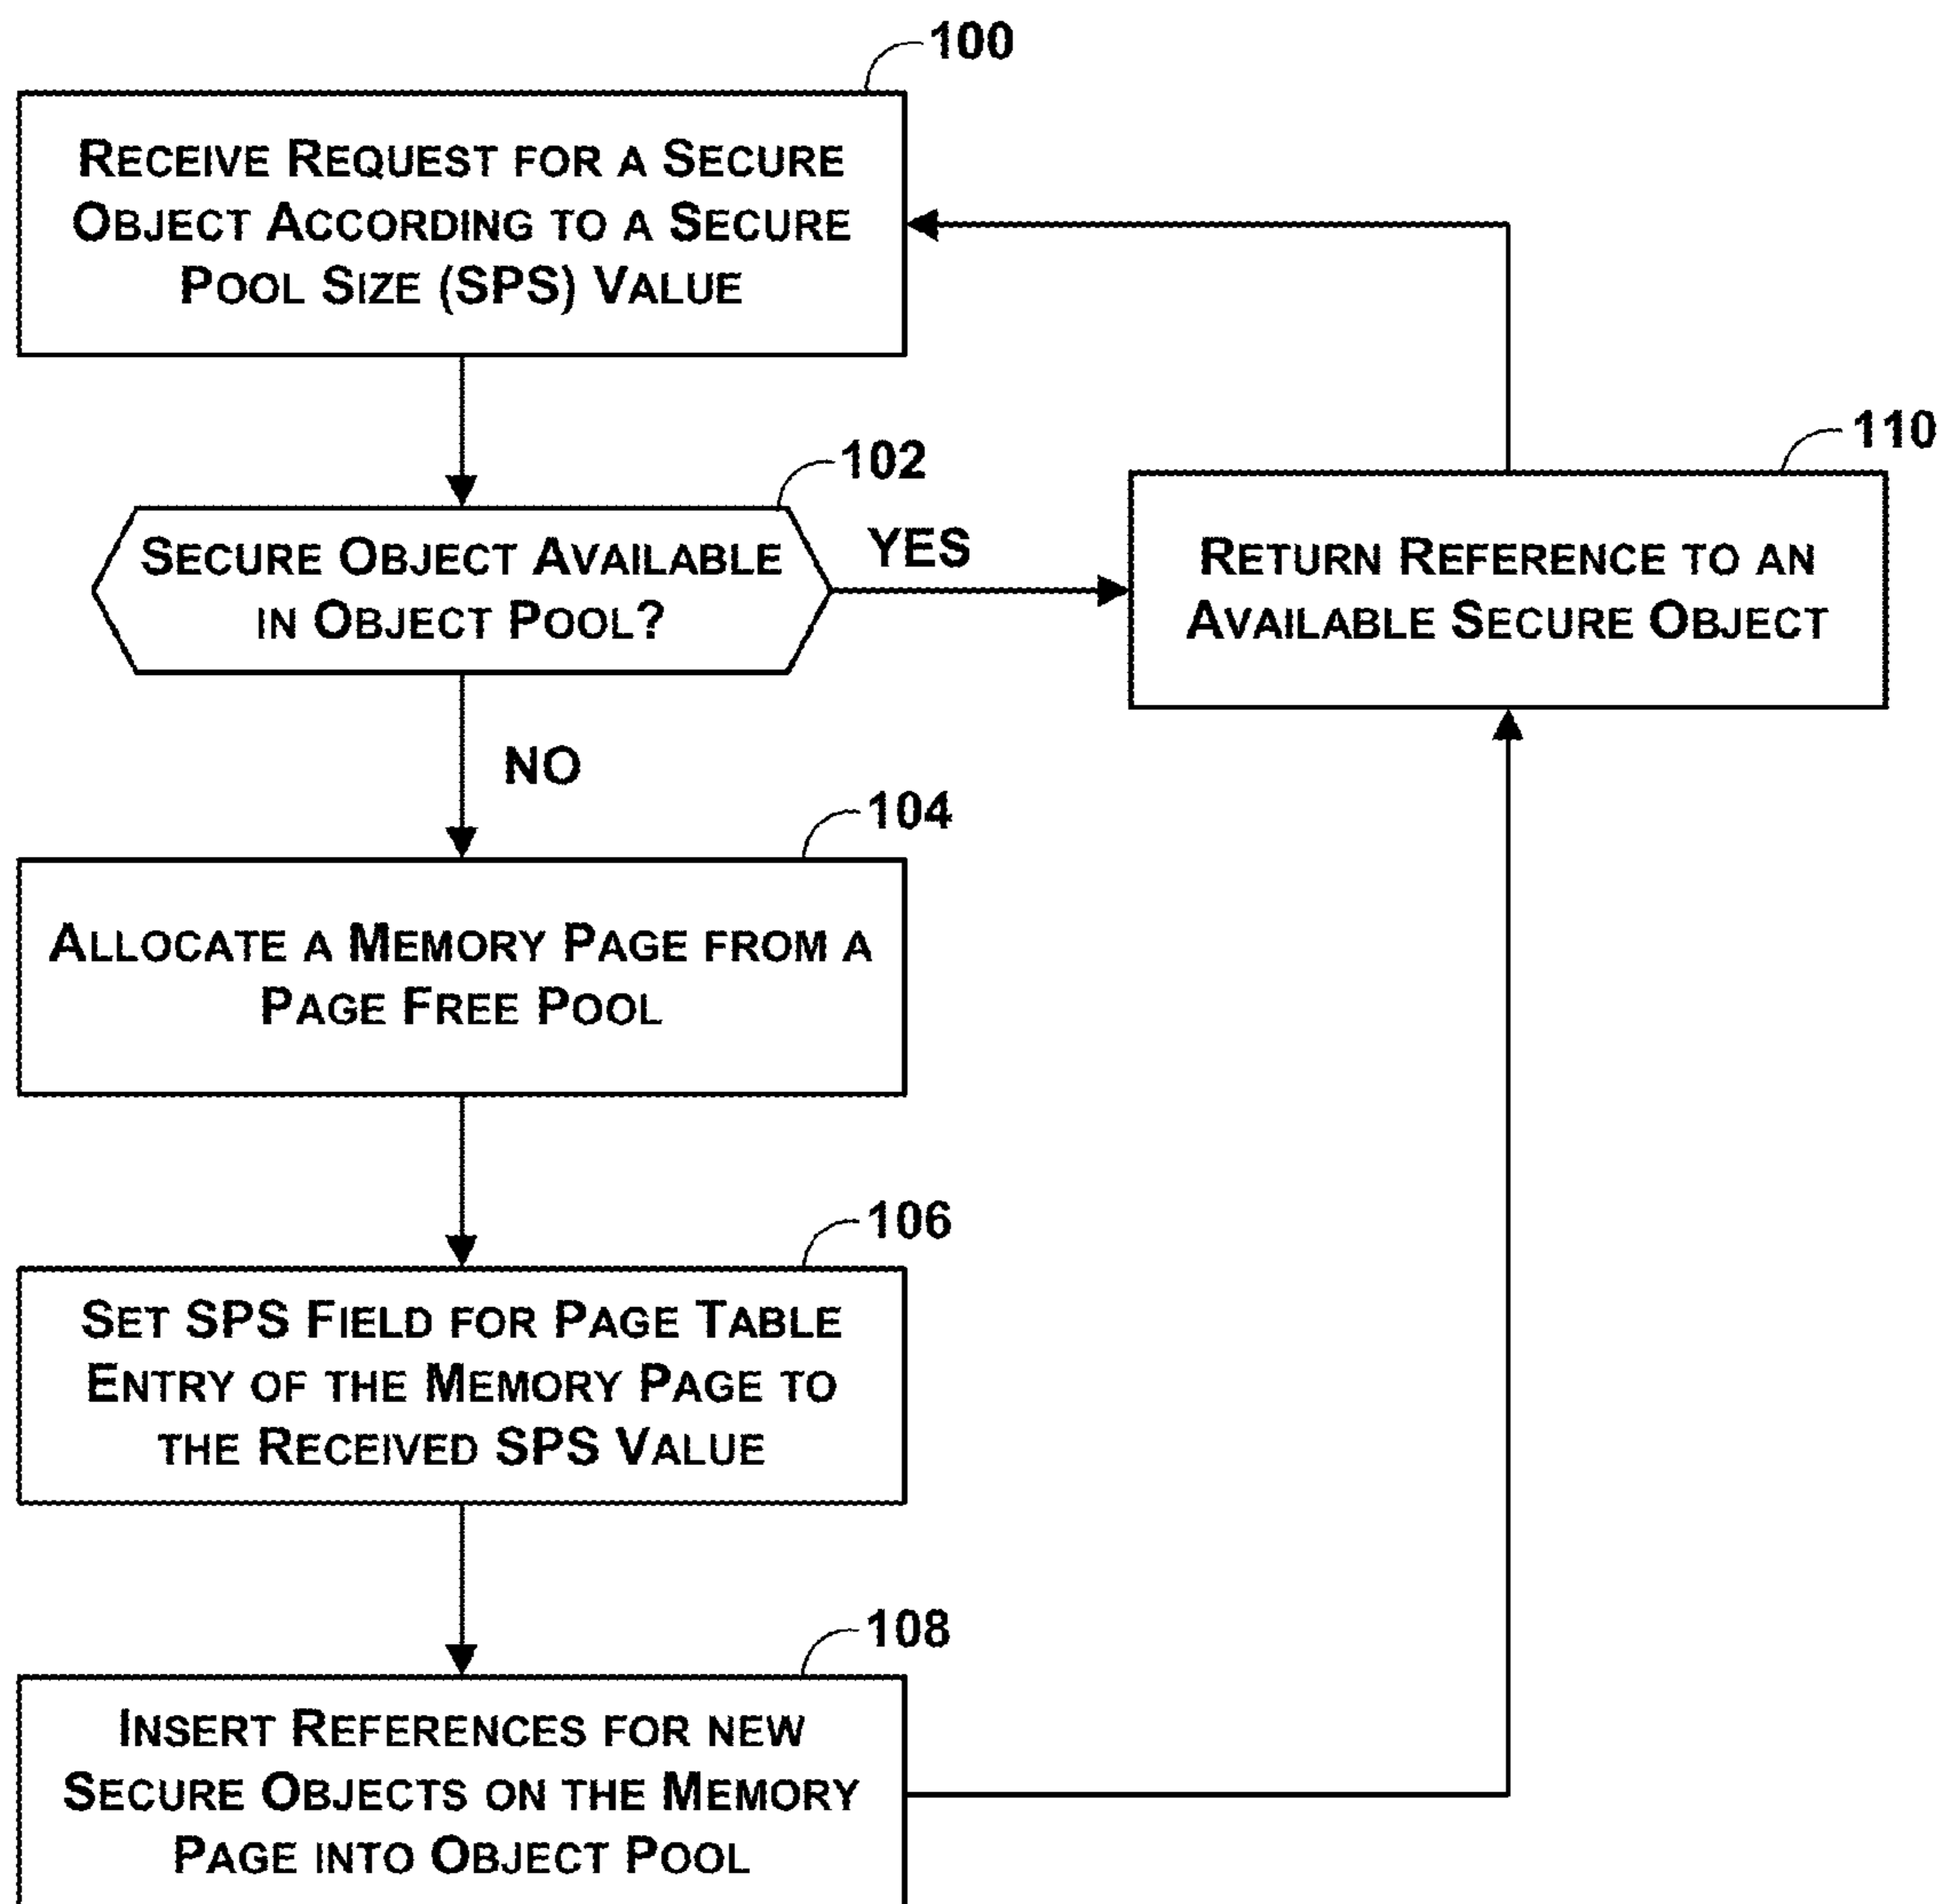 100
RECEIVE REQUEST FOR A SECURE
OBJECT ACCORDING TO A SECURE
POOL SIZE (SPS) VALUE
102
SECURE OBJECT AVAILABLE
IN OBJECT POOL?
YES
110
RETURN REFERENCE TO AN
AVAILABLE SECURE OBJECT
NO
104
ALLOCATE A MEMORY PAGE FROM A
PAGE FREE POOL
106
SET SPS FIELD FOR PAGE TABLE
ENTRY OF THE MEMORY PAGE TO
THE RECEIVED SPS VALUE
108
INSERT REFERENCES FOR NEW
SECURE OBJECTS ON THE MEMORY
PAGE INTO OBJECT POOL